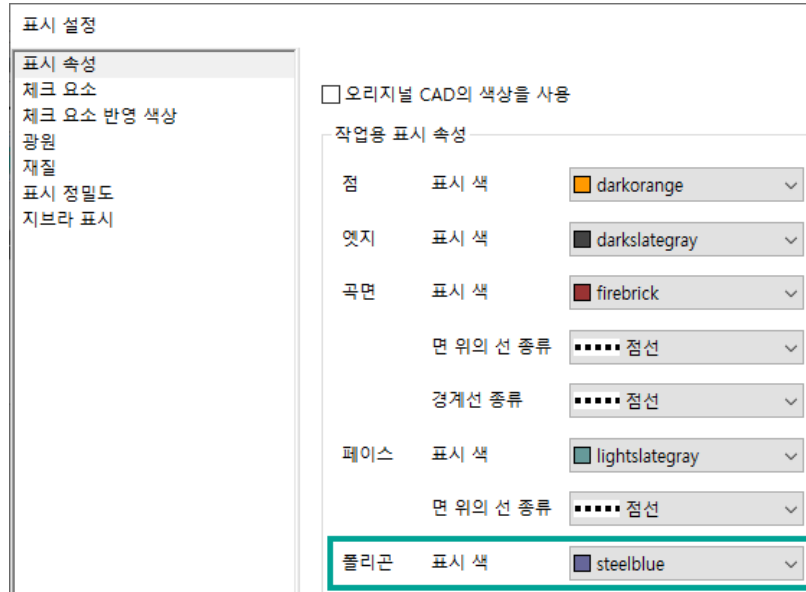 표시 설정
표시 속성
체크 요소
체크 요소 반영 색상
광원
재질
표시 정밀도
지브라 표시
오리지널 CAD의 색상을 사용
작업용 표시 속성
점 표시 색 darkorange
엣지 표시 색 darkslategray
곡면 표시 색 firebrick
면 위의 선 종류 점선
경계선 종류 점선
페이스 표시 색 lightslategray
면 위의 선 종류 점선
폴리곤 표시 색 steelblue